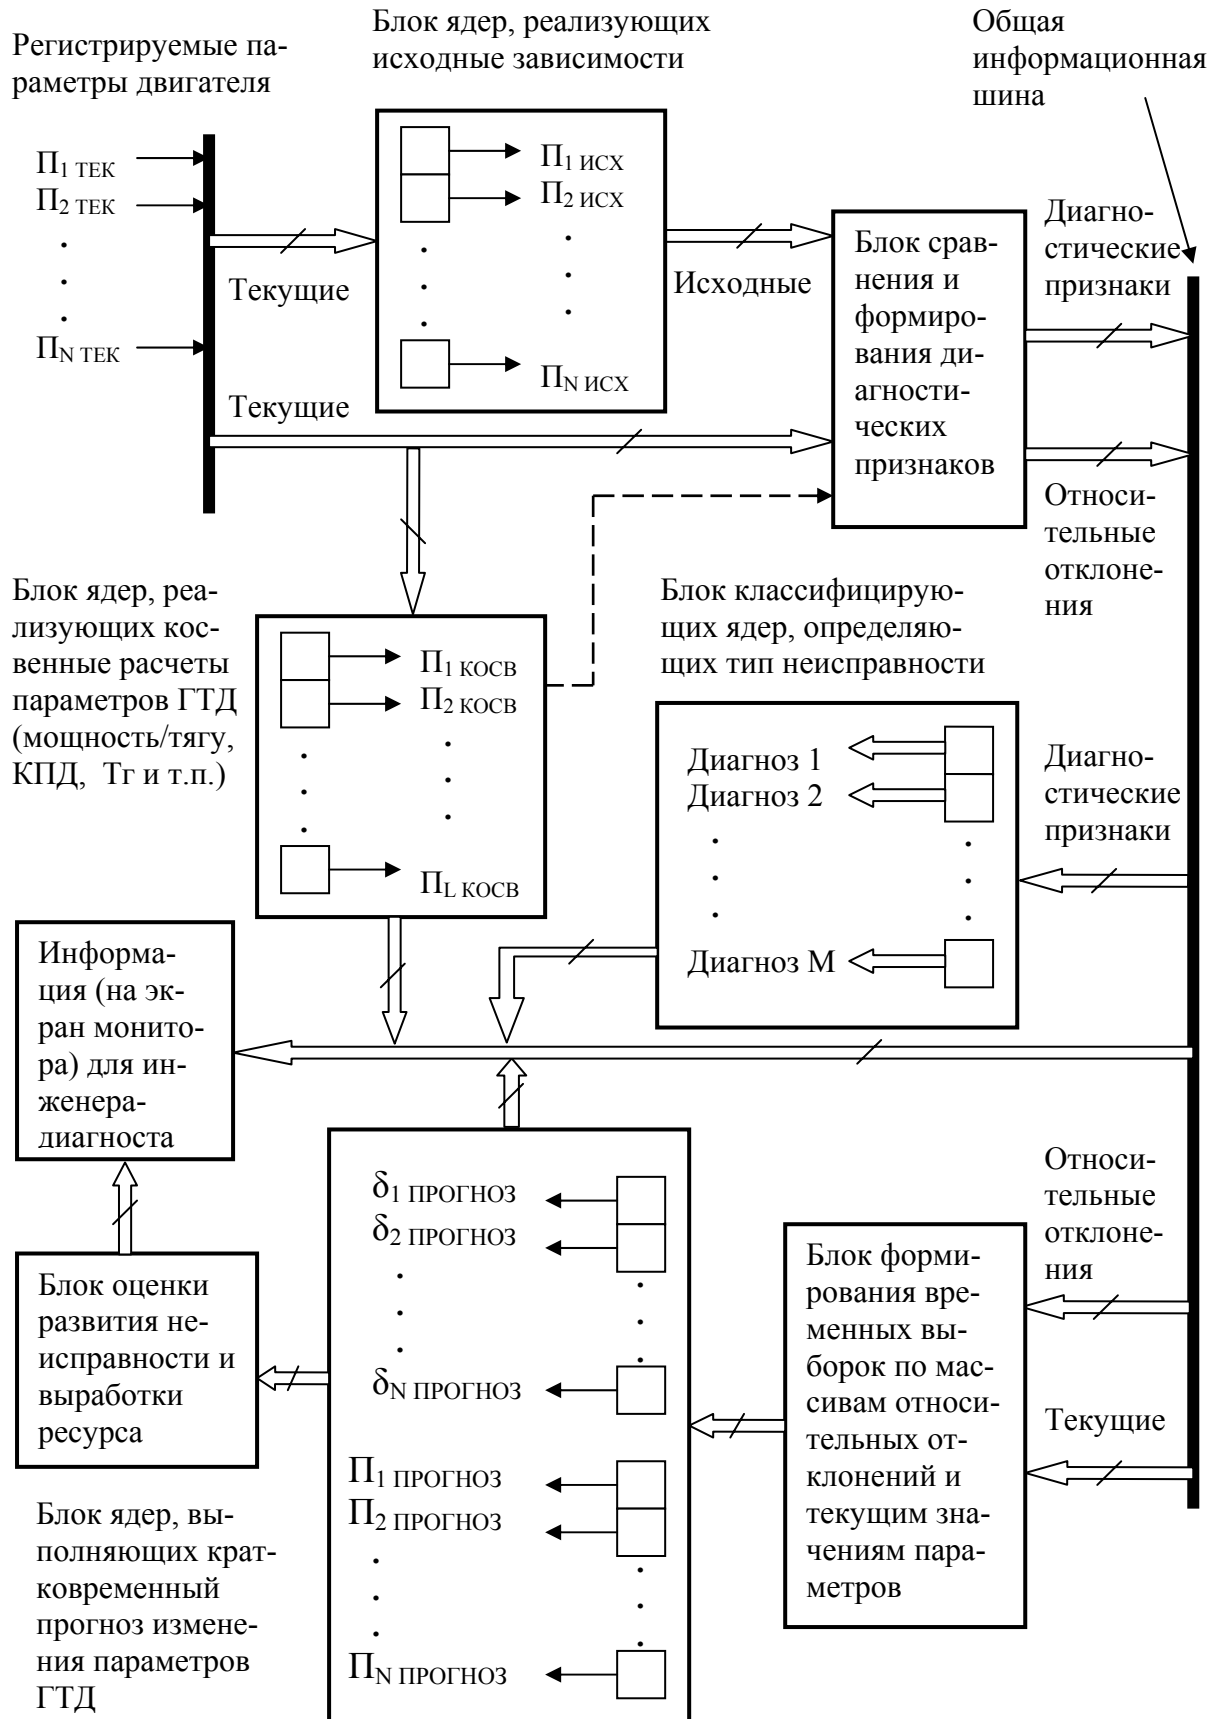 Регистрируемые па-
раметры двигателя
Блок ядер, реализующих
исходные зависимости
Общая
информационная
шина
П1 ТЕК
П2 ТЕК
ПN ТЕК
Текущие
Текущие
П1 ИСХ
П2 ИСХ
ПN ИСХ
Исходные
Блок срав-
нения и
формиро-
вания ди-
агности-
ческих
признаков
Диагно-
стические
признаки
Относи-
тельные
отклоне-
ния
Блок ядер, реа-
лизующих кос-
венные расчеты
параметров ГТД
(мощность/тягу,
КПД, Тг и т.п.)
П1 КОСВ
П2 КОСВ
ПL КОСВ
Блок классифицирую-
щих ядер, определяю-
щих тип неисправности
Диагноз 1
Диагноз 2
Диагноз М
Диагно-
стические
признаки
Информа-
ция (на эк-
ран монито-
ра) для ин-
женера-
диагноста
Блок оценки
развития не-
исправности и
выработки
ресурса
δ1 ПРОГНОЗ
δ2 ПРОГНОЗ
δN ПРОГНОЗ
П1 ПРОГНОЗ
П2 ПРОГНОЗ
ПN ПРОГНОЗ
Блок форми-
рования вре-
менных вы-
борок по мас-
сивам относи-
тельных от-
клонений и
текущим зна-
чениям пара-
метров
Относи-
тельные
отклоне-
ния
Текущие
Блок ядер, вы-
полняющих крат-
ковременный
прогноз измене-
ния параметров
ГТД